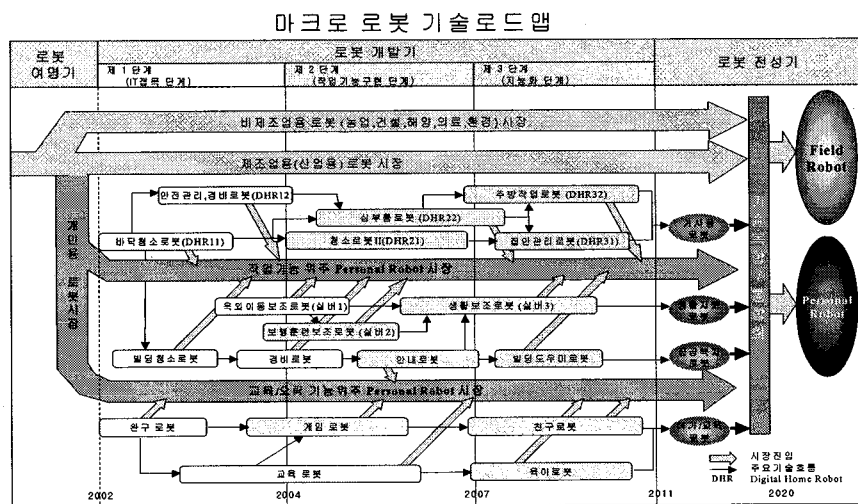 마크로 로봇 기술로드맵
로봇
여명기
로봇 개발기
로봇 전성기
제 1 단계
(IT접목 단계)
제 2 단계
(작업기능구현 단계)
제 3 단계
(지능화 단계)
비제조업용 로봇 (농업,건설,해양,의료,환경) 시장
제조업용(산업용) 로봇 시장
Field
Robot
개인용 로봇시장
안전관리,경비로봇(DHR12
주방작업로봇 (DHR32)
심부름로봇 (DHR22)
바닥청소로봇(DHR11)
청소로봇II(DHR21)
집안관리로봇(DHR31)
가사용
로봇
작업기능 위주 Personal Robot 시장
Personal
Robot
옥외이동보조로봇(실버1)
생활보조로봇 (실버3)
보행훈련보조로봇 (실버2)
로봇
빌딩청소로봇
경비로봇
안내로봇
빌딩도우미로봇
로봇
교육/오락 기능위주 Personal Robot 시장
완구 로봇
게임 로봇
친구로봇
로봇
교육 로봇
육아로봇
시장진입
주요기술흐름
DHR Digital Home Robot
2002
2004
2007
2011
2020